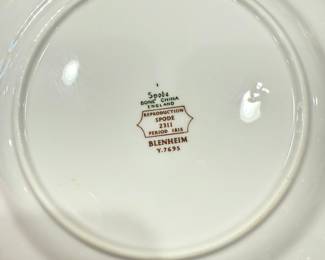 Spode
BONE CHINA
ENGLAND
REPRODUCTION
SPODE
2311
PERIOD 1815
BLENHEIM
Y.7695